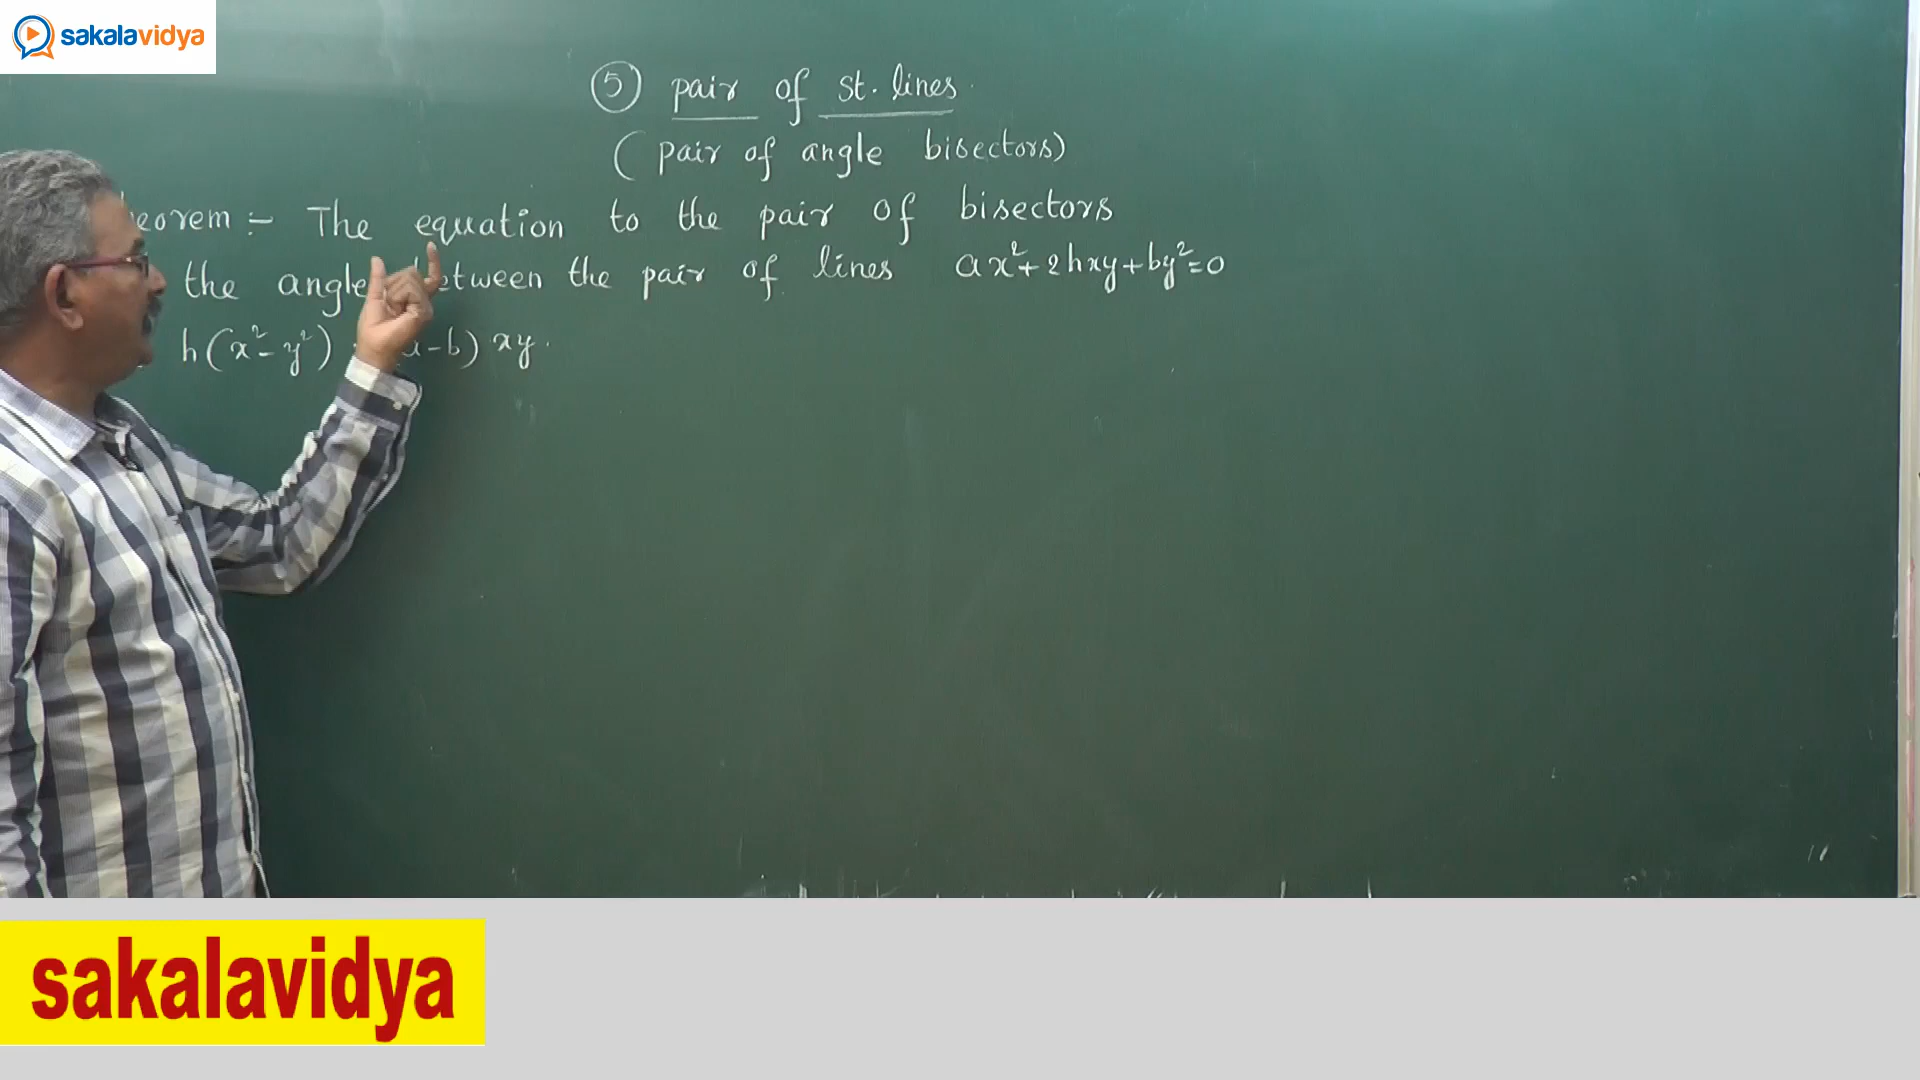 sakalavidya
5 pair of st. lines
(pair of angle bisectors)
eorem :- The equation to the pair of bisectors
the angle between the pair of lines ax²+2hxy+by²=0
h(x²-y²) -b) xy.
sakalavidya